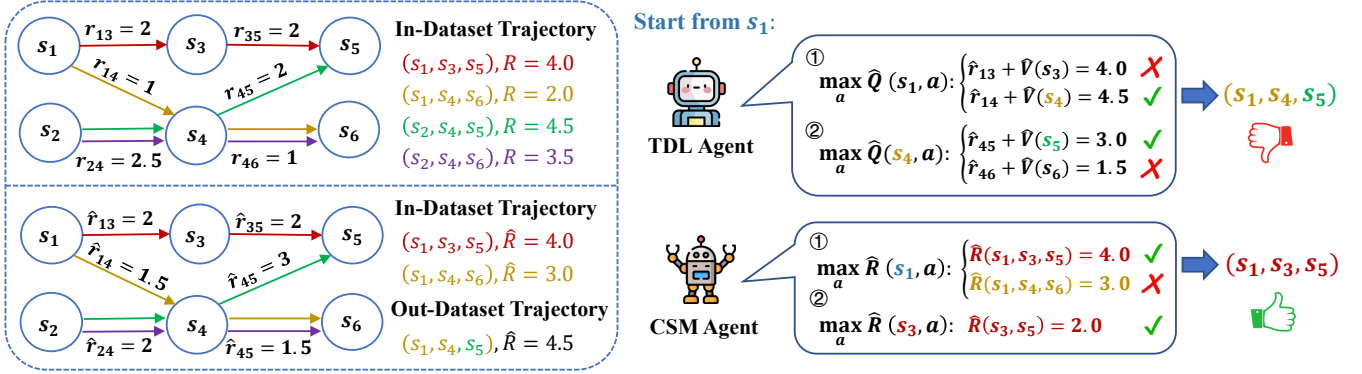 s₁
r₁₃ = 2
s₃
r₃₅ = 2
s₅
r₁₄ = 1
r₄₅ = 2
s₂
s₄
s₆
r₂₄ = 2.5
r₄₆ = 1
In-Dataset Trajectory
(s₁, s₃, s₅), R = 4.0
(s₁, s₄, s₆), R = 2.0
(s₂, s₄, s₅), R = 4.5
(s₂, s₄, s₆), R = 3.5
s₁
r̂₁₃ = 2
s₃
r̂₃₅ = 2
s₅
r̂₁₄ = 1.5
r̂₄₅ = 3
s₂
s₄
s₆
r̂₂₄ = 2
r̂₄₅ = 1.5
In-Dataset Trajectory
(s₁, s₃, s₅), R̂ = 4.0
(s₁, s₄, s₆), R̂ = 3.0
Out-Dataset Trajectory
(s₁, s₄, s₅), R̂ = 4.5
Start from s₁:
TDL Agent
①
max Q̂ (s₁, a): { r̂₁₃ + V̂(s₃) = 4.0 ✗
a
r̂₁₄ + V̂(s₄) = 4.5 ✓
②
max Q̂(s₄, a): { r̂₄₅ + V̂(s₅) = 3.0 ✓
a
r̂₄₆ + V̂(s₆) = 1.5 ✗
(s₁, s₄, s₅)
CSM Agent
①
max R̂ (s₁, a): { R̂(s₁, s₃, s₅) = 4.0 ✓
a
R̂(s₁, s₄, s₆) = 3.0 ✗
②
max R̂ (s₃, a): R̂(s₃, s₅) = 2.0 ✓
a
(s₁, s₃, s₅)